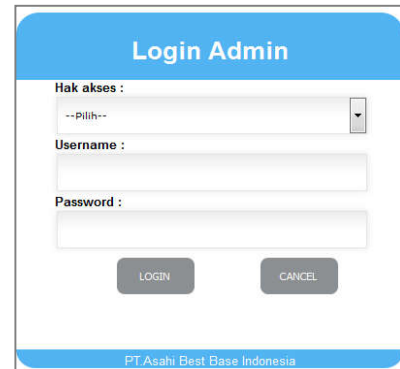 Login Admin
Hak akses :
--Pilih--
Username :
Password :
LOGIN CANCEL
PT.Asahi Best Base Indonesia